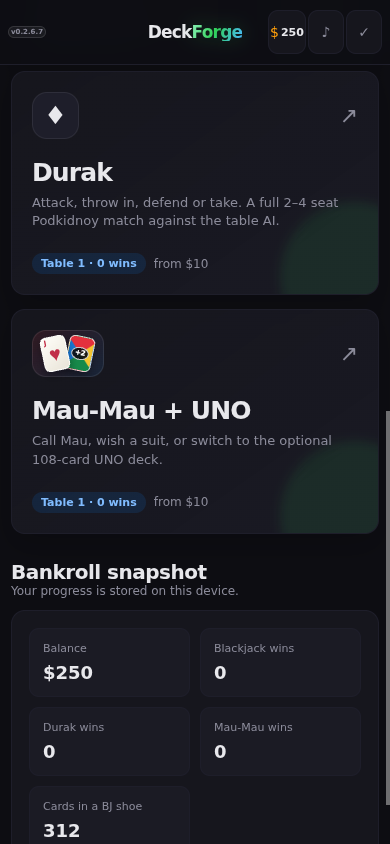 v0.2.6.7
DeckForge
$ 250
♪
✓
♦
↗
Durak
Attack, throw in, defend or take. A full 2–4 seat
Podkidnoy match against the table AI.
Table 1 · 0 wins
from $10
J
+2
↗
Mau-Mau + UNO
Call Mau, wish a suit, or switch to the optional
108-card UNO deck.
Table 1 · 0 wins
from $10
Bankroll snapshot
Your progress is stored on this device.
Balance
$250
Blackjack wins
0
Durak wins
0
Mau-Mau wins
0
Cards in a BJ shoe
312